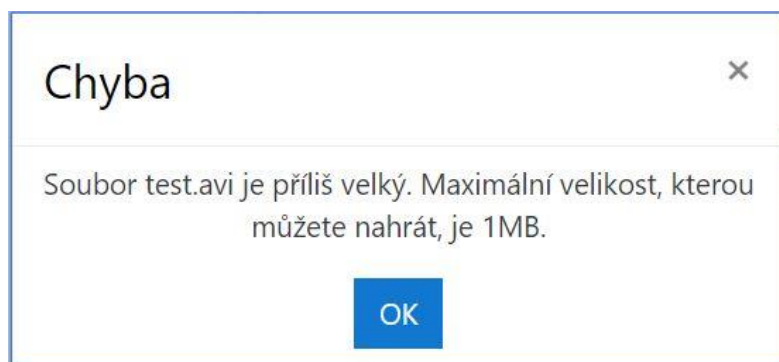 Chyba
Soubor test.avi je příliš velký. Maximální velikost, kterou
můžete nahrát, je 1MB.
OK